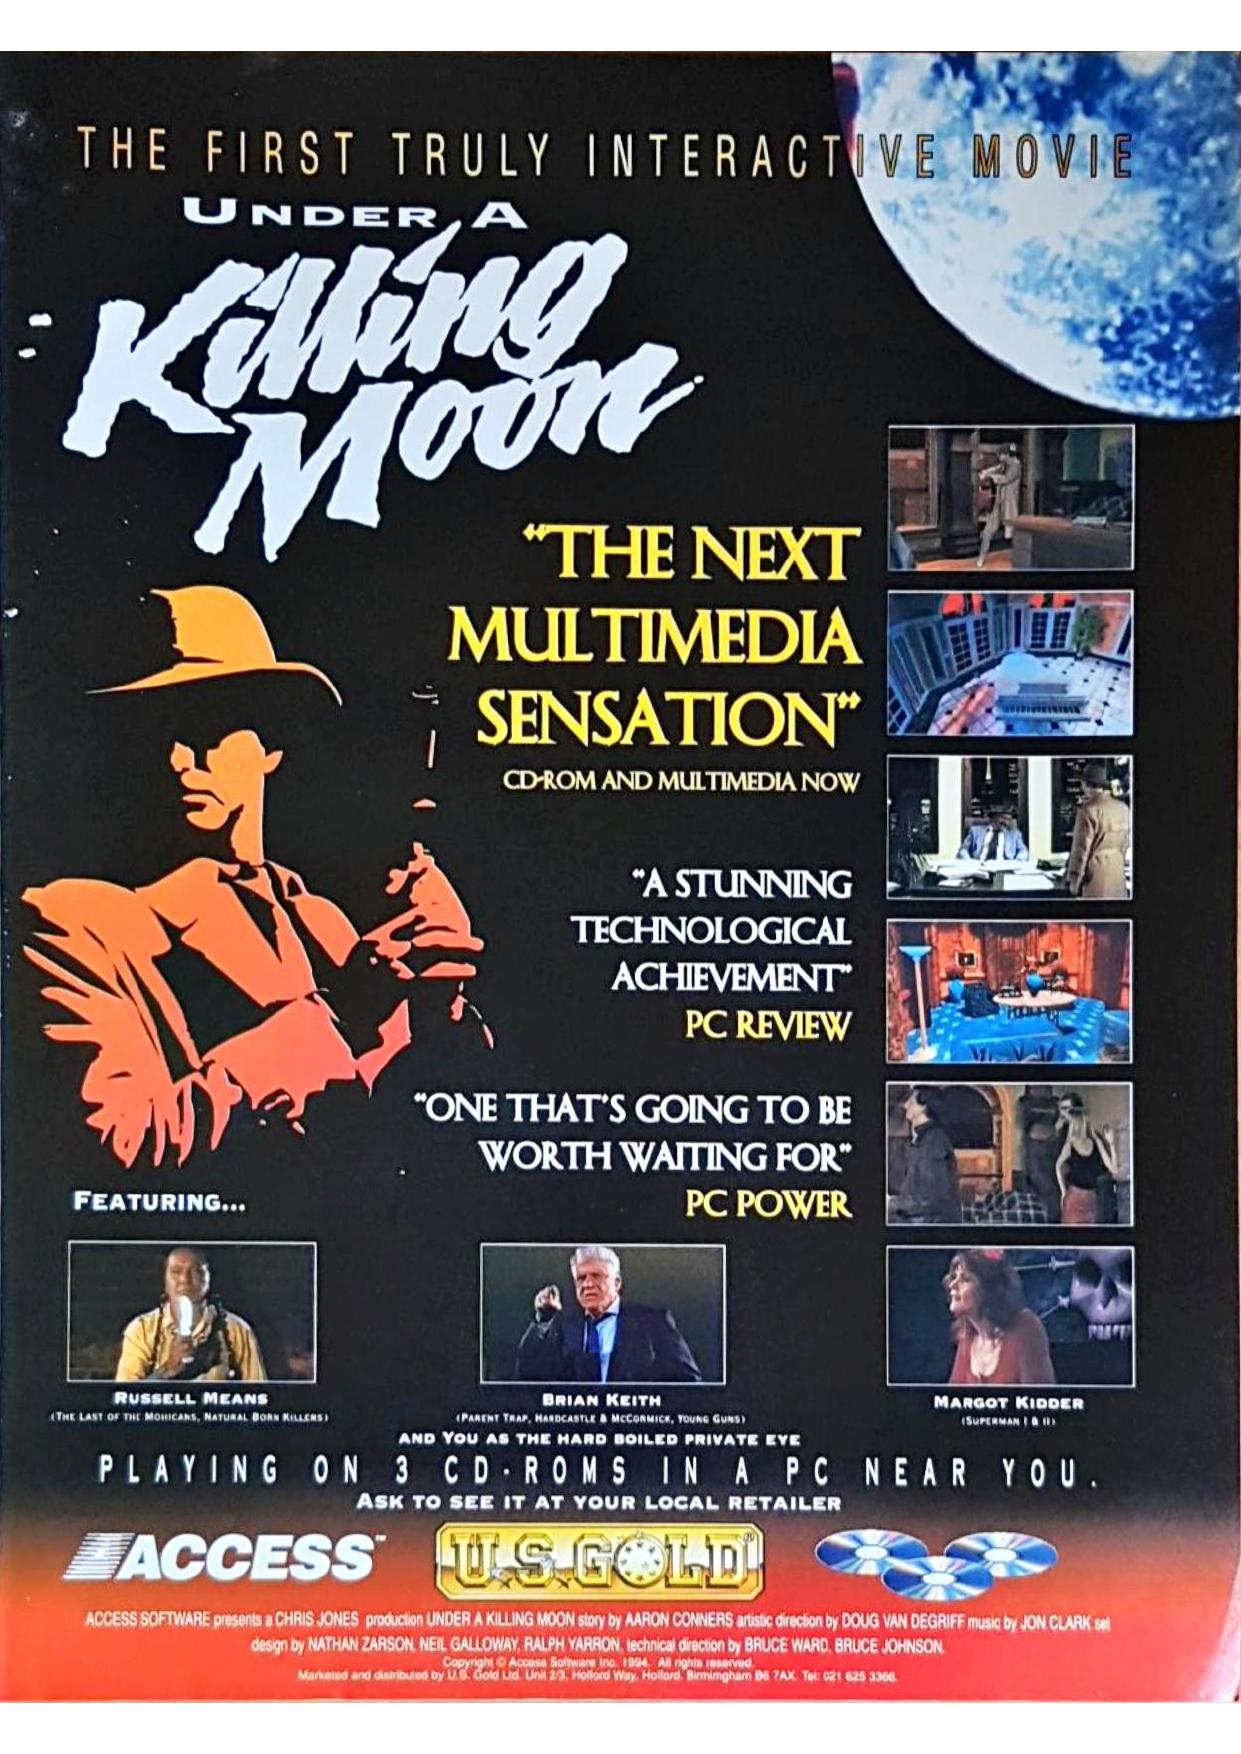 THE FIRST TRULY INTERACTIVE MOVIE
UNDER A
Killing
Moon
"THE NEXT
MULTIMEDIA
SENSATION"
CD-ROM AND MULTIMEDIA NOW
"A STUNNING
TECHNOLOGICAL
ACHIEVEMENT"
PC REVIEW
"ONE THAT'S GOING TO BE
WORTH WAITING FOR"
PC POWER
FEATURING...
RUSSELL MEANS
(THE LAST OF THE MOHICANS, NATURAL BORN KILLERS)
BRIAN KEITH
(PARENT TRAP, HARDCASTLE & MCCORMICK, YOUNG GUNS)
MARGOT KIDDER
(SUPERMAN I & II)
AND YOU AS THE HARD BOILED PRIVATE EYE
PLAYING ON 3 CD-ROMS IN A PC NEAR YOU.
ASK TO SEE IT AT YOUR LOCAL RETAILER
ACCESS™
U.S. GOLD®
ACCESS SOFTWARE presents a CHRIS JONES production UNDER A KILLING MOON story by AARON CONNERS artistic direction by DOUG VAN DEGRIFF music by JON CLARK set
design by NATHAN ZARSON, NEIL GALLOWAY, RALPH YARRON, technical direction by BRUCE WARD, BRUCE JOHNSON.
Copyright © Access Software Inc. 1994. All rights reserved.
Marketed and distributed by U.S. Gold Ltd. Unit 2/3, Holford Way, Holford, Birmimgham B6 7AX. Tel: 021 625 3366.